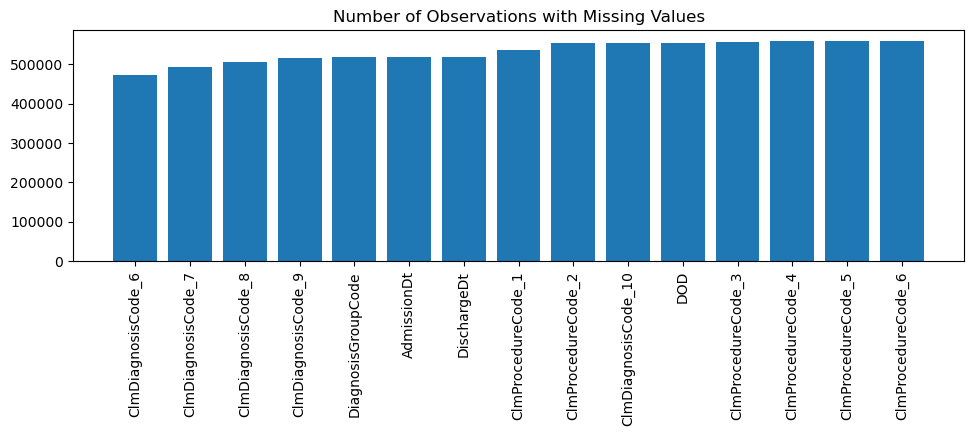 Number of Observations with Missing Values
500000
400000
300000
200000
100000
0
ClmDiagnosisCode_6
ClmDiagnosisCode_7
ClmDiagnosisCode_8
ClmDiagnosisCode_9
DiagnosisGroupCode
AdmissionDt
DischargeDt
ClmProcedureCode_1
ClmProcedureCode_2
ClmDiagnosisCode_10
DOD
ClmProcedureCode_3
ClmProcedureCode_4
ClmProcedureCode_5
ClmProcedureCode_6